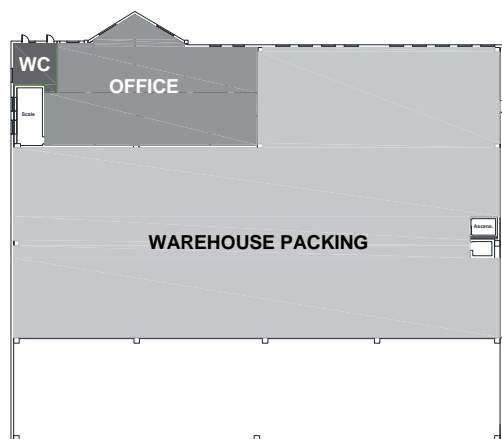 WC
OFFICE
Scale
Ascens.
WAREHOUSE PACKING